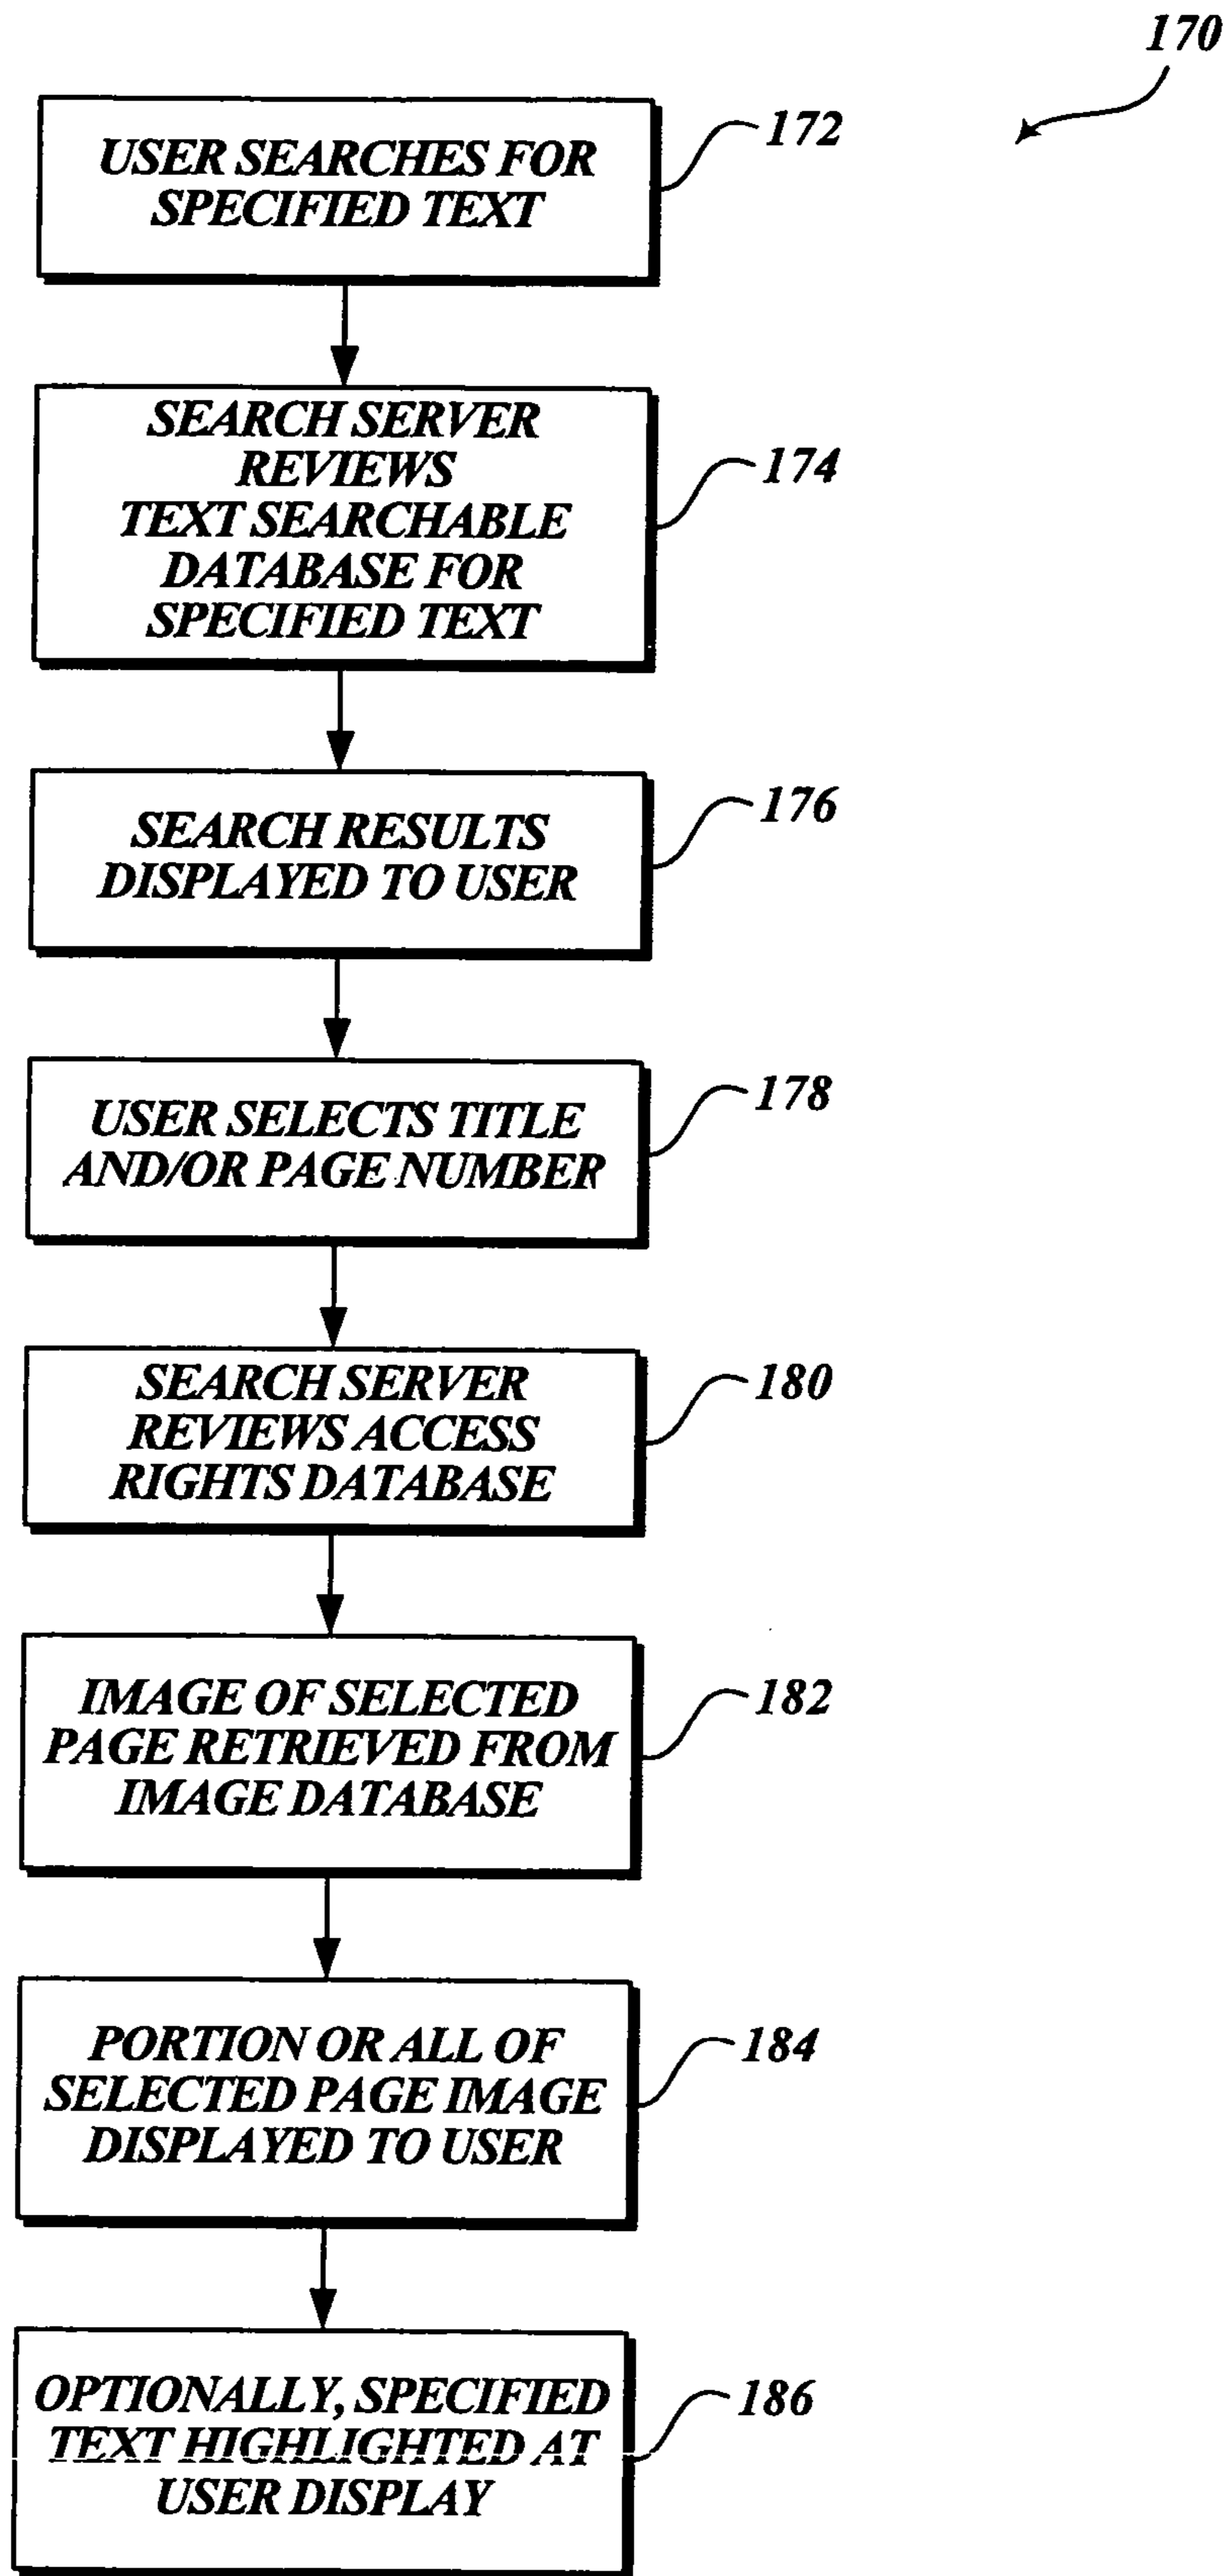 170
USER SEARCHES FOR
SPECIFIED TEXT
172
SEARCH SERVER
REVIEWS
TEXT SEARCHABLE
DATABASE FOR
SPECIFIED TEXT
174
SEARCH RESULTS
DISPLAYED TO USER
176
USER SELECTS TITLE
AND/OR PAGE NUMBER
178
SEARCH SERVER
REVIEWS ACCESS
RIGHTS DATABASE
180
IMAGE OF SELECTED
PAGE RETRIEVED FROM
IMAGE DATABASE
182
PORTION OR ALL OF
SELECTED PAGE IMAGE
DISPLAYED TO USER
184
OPTIONALLY, SPECIFIED
TEXT HIGHLIGHTED AT
USER DISPLAY
186